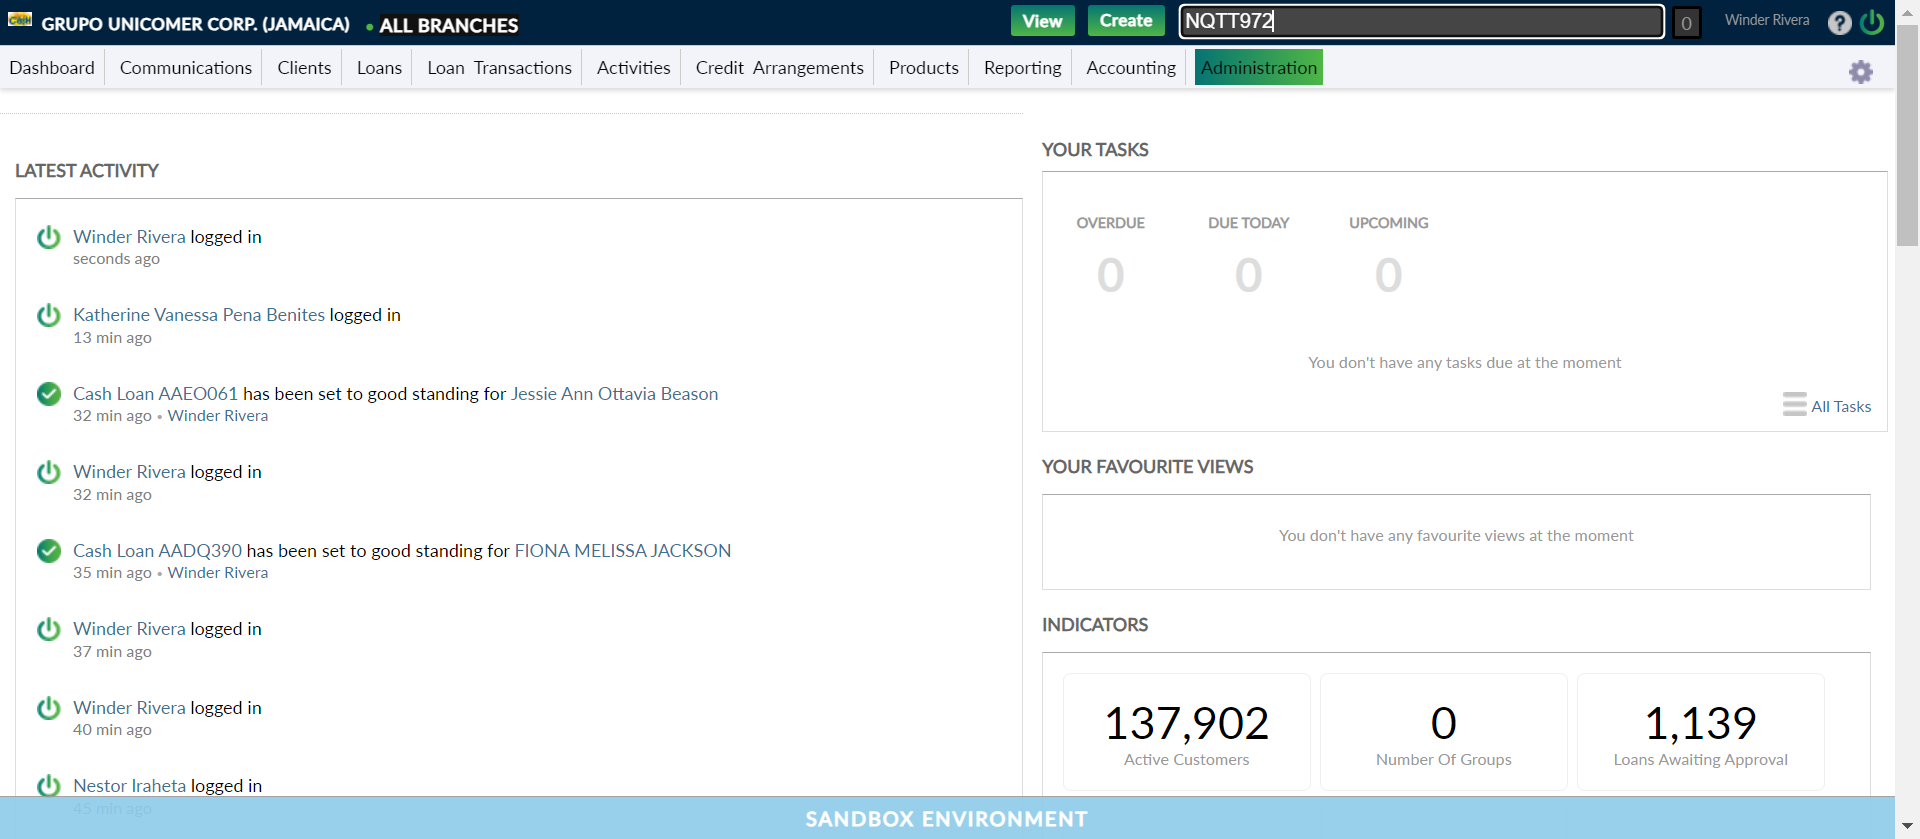 CASH GRUPO UNICOMER CORP. (JAMAICA) • ALL BRANCHES View Create NQTT972 0 Winder Rivera ?
Dashboard Communications Clients Loans Loan Transactions Activities Credit Arrangements Products Reporting Accounting Administration
LATEST ACTIVITY
Winder Rivera logged in
seconds ago
Katherine Vanessa Pena Benites logged in
13 min ago
Cash Loan AAEO061 has been set to good standing for Jessie Ann Ottavia Beason
32 min ago • Winder Rivera
Winder Rivera logged in
32 min ago
Cash Loan AADQ390 has been set to good standing for FIONA MELISSA JACKSON
35 min ago • Winder Rivera
Winder Rivera logged in
37 min ago
Winder Rivera logged in
40 min ago
Nestor Iraheta logged in
45 min ago
YOUR TASKS
OVERDUE DUE TODAY UPCOMING
0 0 0
You don't have any tasks due at the moment
All Tasks
YOUR FAVOURITE VIEWS
You don't have any favourite views at the moment
INDICATORS
137,902 0 1,139
Active Customers Number Of Groups Loans Awaiting Approval
SANDBOX ENVIRONMENT